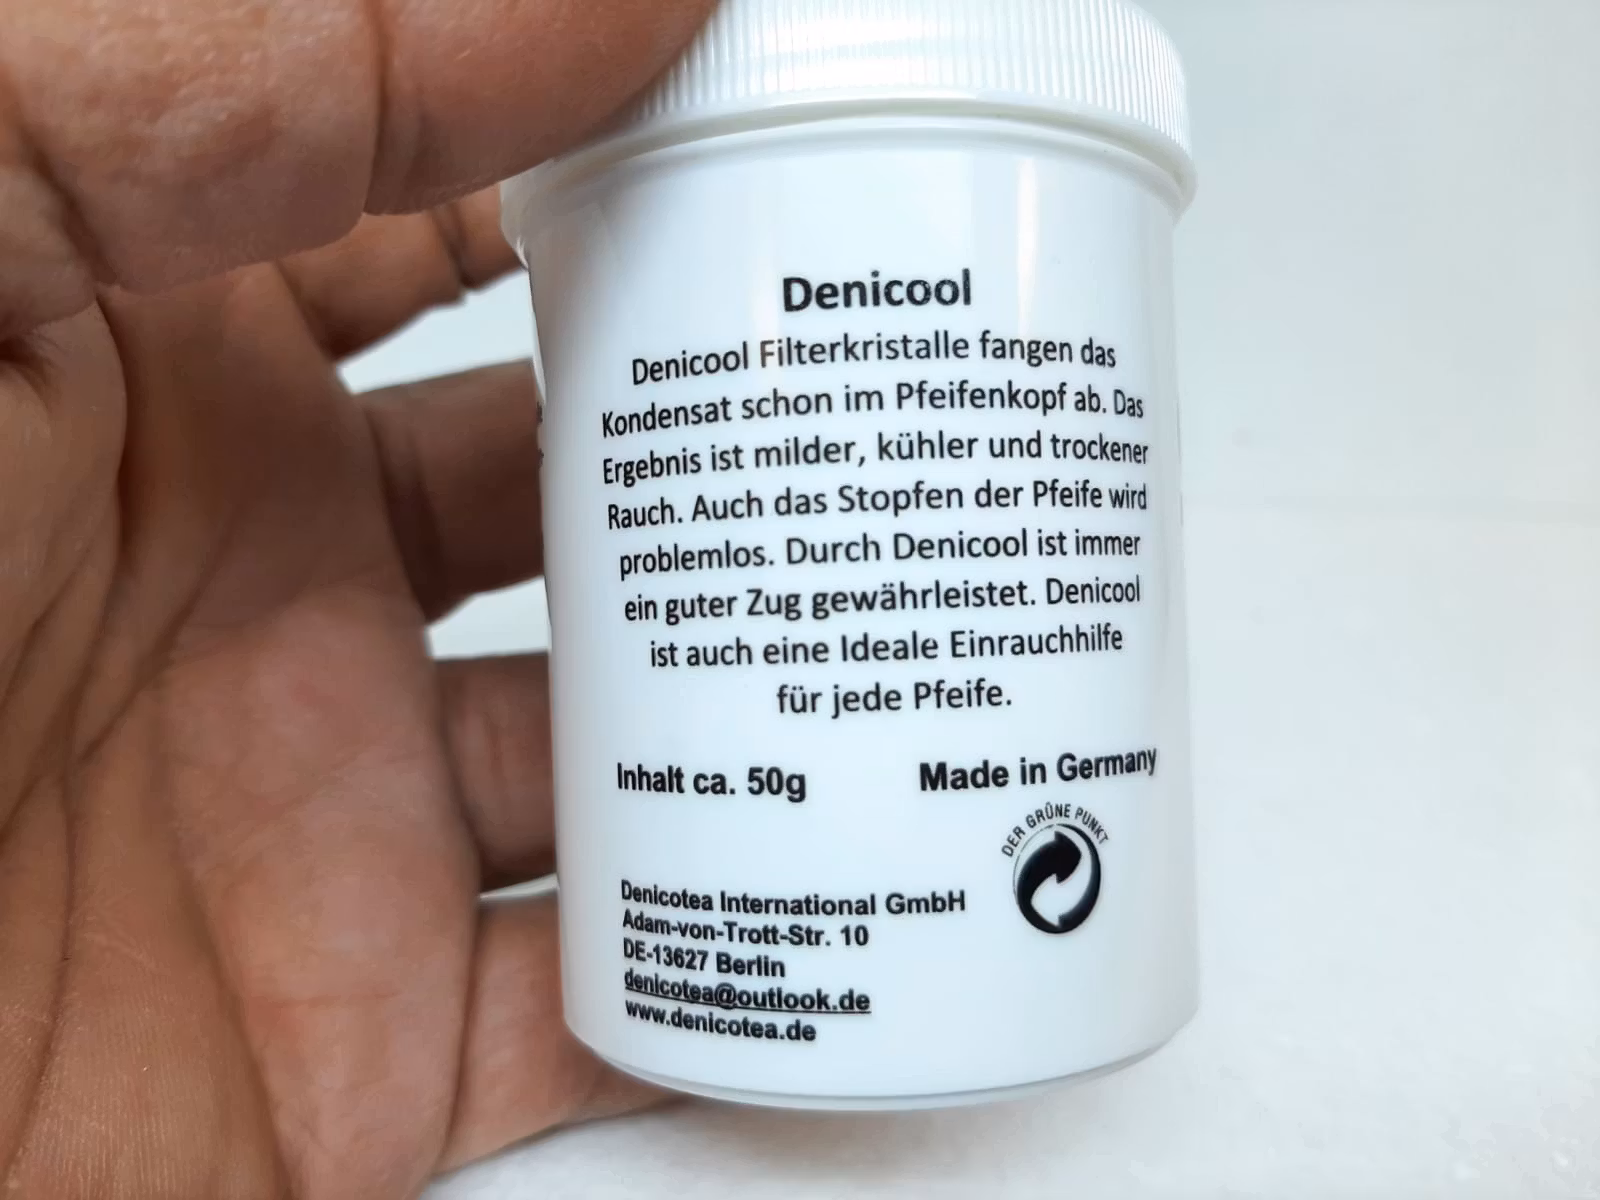 Denicool
Denicool Filterkristalle fangen das
Kondensat schon im Pfeifenkopf ab. Das
Ergebnis ist milder, kühler und trockener
Rauch. Auch das Stopfen der Pfeife wird
problemlos. Durch Denicool ist immer
ein guter Zug gewährleistet. Denicool
ist auch eine Ideale Einrauchhilfe
für jede Pfeife.
Inhalt ca. 50g
Made in Germany
DER GRÜNE PUNKT
Denicotea International GmbH
Adam-von-Trott-Str. 10
DE-13627 Berlin
denicotea@outlook.de
www.denicotea.de